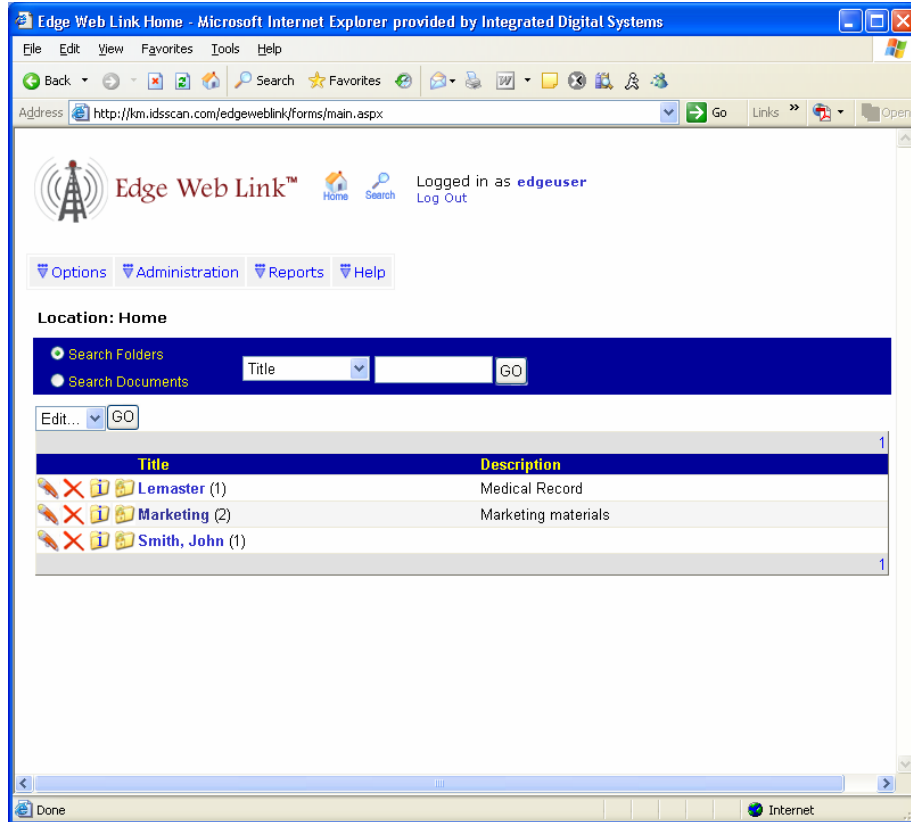 Edge Web Link Home - Microsoft Internet Explorer provided by Integrated Digital Systems
File Edit View Favorites Tools Help
Back Search Favorites
Address http://km.idsscan.com/edgeweblink/forms/main.aspx Go Links » Open
Edge Web Link™ Home Search Logged in as edgeuser
Log Out
Options Administration Reports Help
Location: Home
Search Folders
Search Documents
Title GO
Edit... GO
1
Title Description
Lemaster (1) Medical Record
Marketing (2) Marketing materials
Smith, John (1)
1
Done Internet